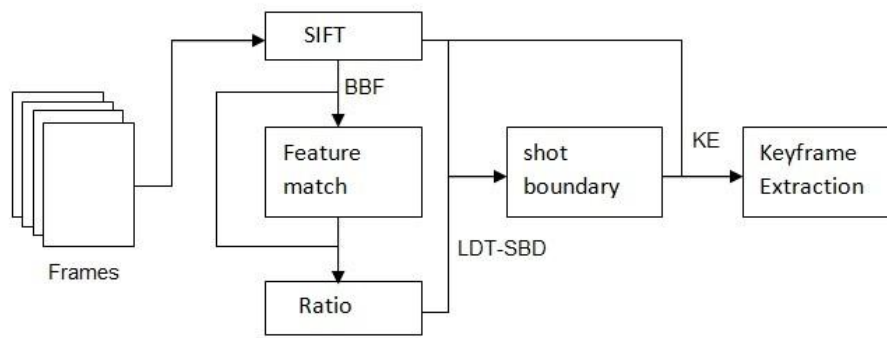 SIFT
BBF
Feature
match
shot
boundary
KE
Keyframe
Extraction
LDT-SBD
Frames
Ratio